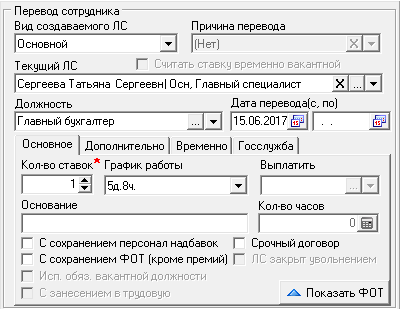 Перевод сотрудника
Вид создаваемого ЛС Причина перевода
Основной (Нет)
Текущий ЛС Считать ставку временно вакантной
Сергеева Татьяна Сергеевн| Осн, Главный специалист
Должность Дата перевода(с, по)
Главный бухгалтер ... 15.06.2017 . .
Основное Дополнительно Временно Госслужба
Кол-во ставок* График работы Выплатить
1 5д.8ч. ...
Основание Кол-во часов
0
С сохранением персонал надбавок Срочный договор
С сохранением ФОТ (кроме премий) ЛС закрыт увольнением
Исп. обяз. вакантной должности
С занесением в трудовую Показать ФОТ